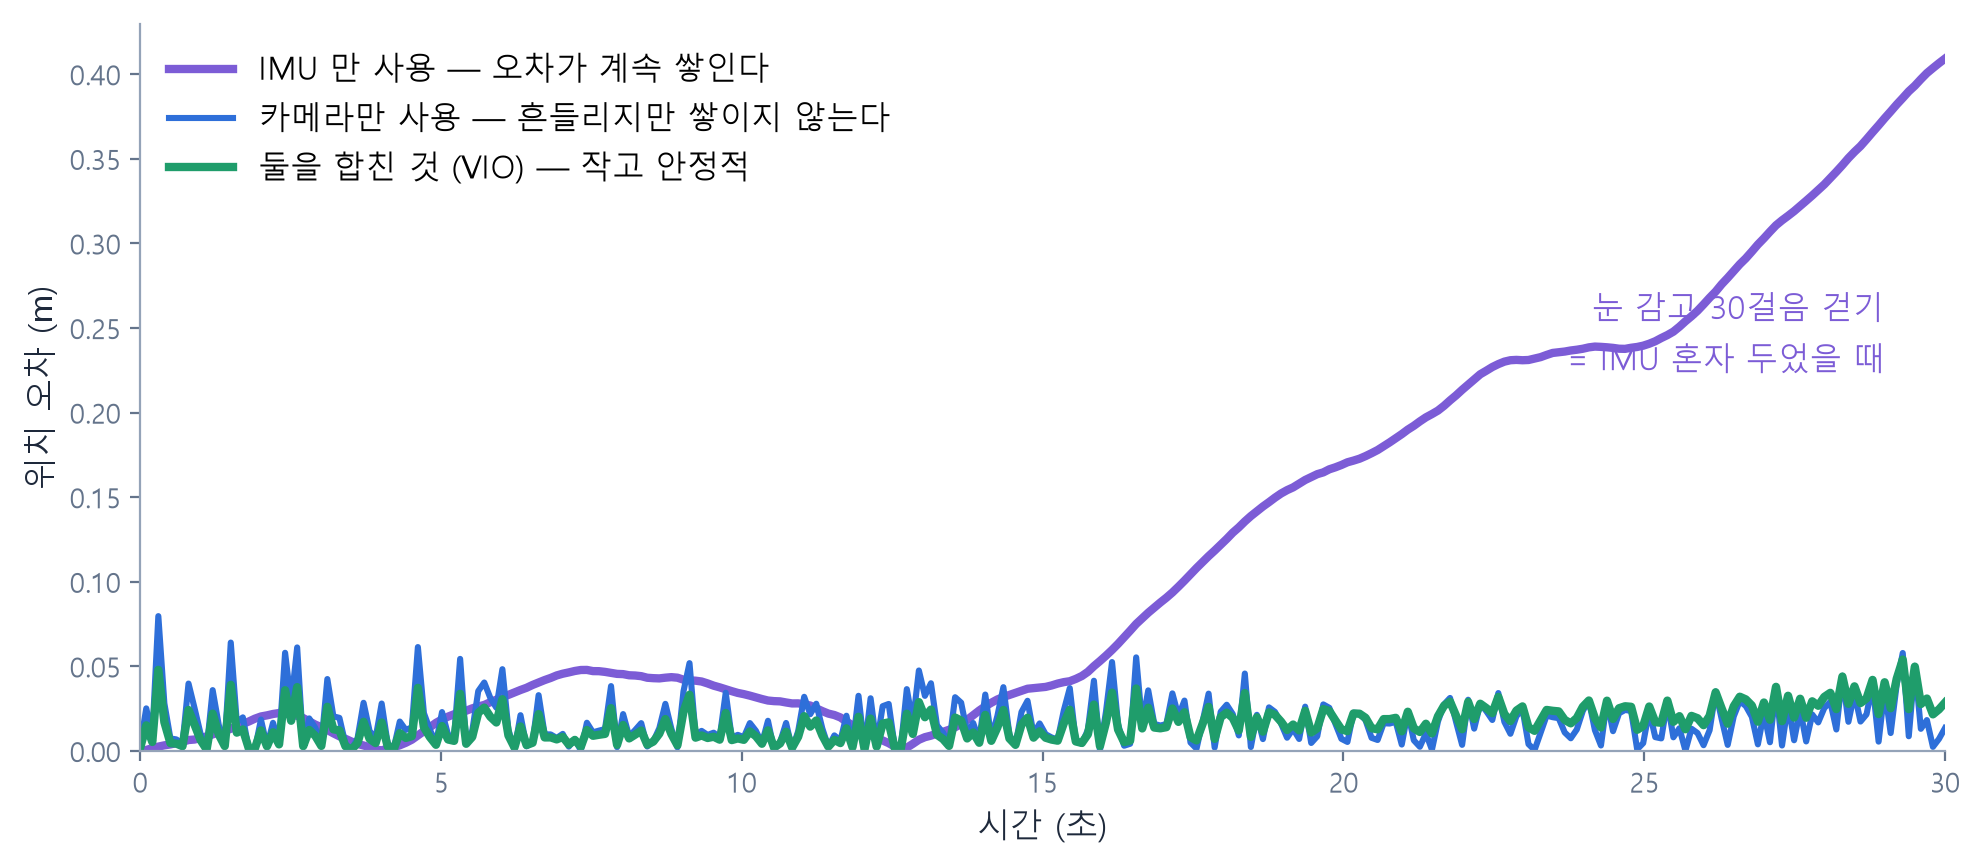 IMU 만 사용 — 오차가 계속 쌓인다
카메라만 사용 — 흔들리지만 쌓이지 않는다
둘을 합친 것 (VIO) — 작고 안정적
0.40
0.35
0.30
0.25
0.20
0.15
0.10
0.05
0.00
위치 오차 (m)
눈 감고 30걸음 걷기
= IMU 혼자 두었을 때
0
5
10
15
20
25
30
시간 (초)